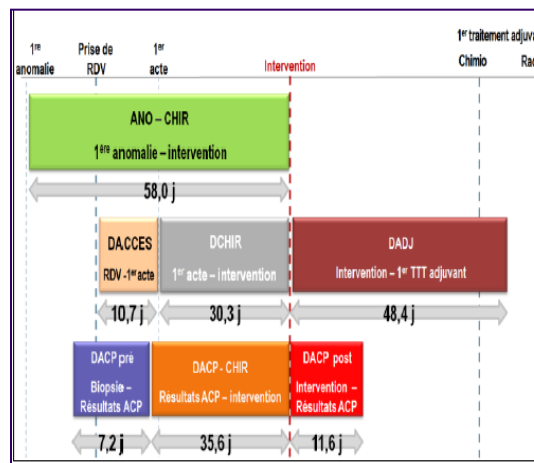 1re
anomalie
Prise de
RDV
1er
acte
Intervention
1er traitement adjuva
Chimio
Rad
ANO – CHIR
1ère anomalie – intervention
58,0 j
DACCES
RDV -1er acte
DCHIR
1er acte – intervention
DADJ
Intervention – 1er TTT adjuvant
10,7 j
30,3 j
48,4 j
DACP pré
Biopsie –
Résultats ACP
DACP - CHIR
Résultats ACP – intervention
DACP post
Intervention –
Résultats ACP
7,2 j
35,6 j
11,6 j